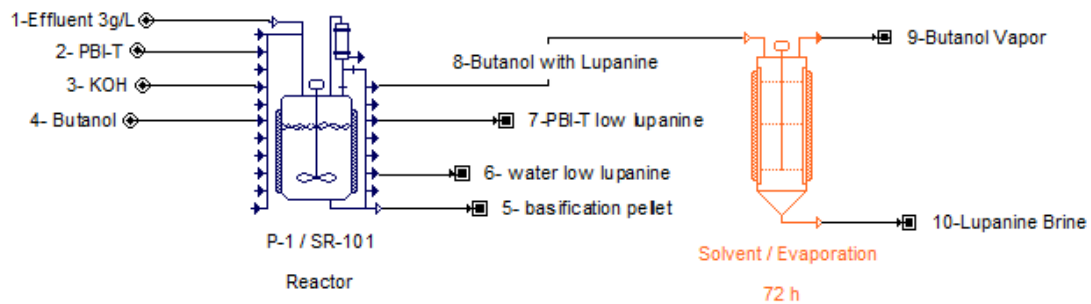 1-Effluent 3g/L
2- PBI-T
3- KOH
4- Butanol
8-Butanol with Lupanine
7-PBI-T low lupanine
6- water low lupanine
5- basification pellet
P-1 / SR-101
Reactor
9-Butanol Vapor
10-Lupanine Brine
Solvent / Evaporation
72 h